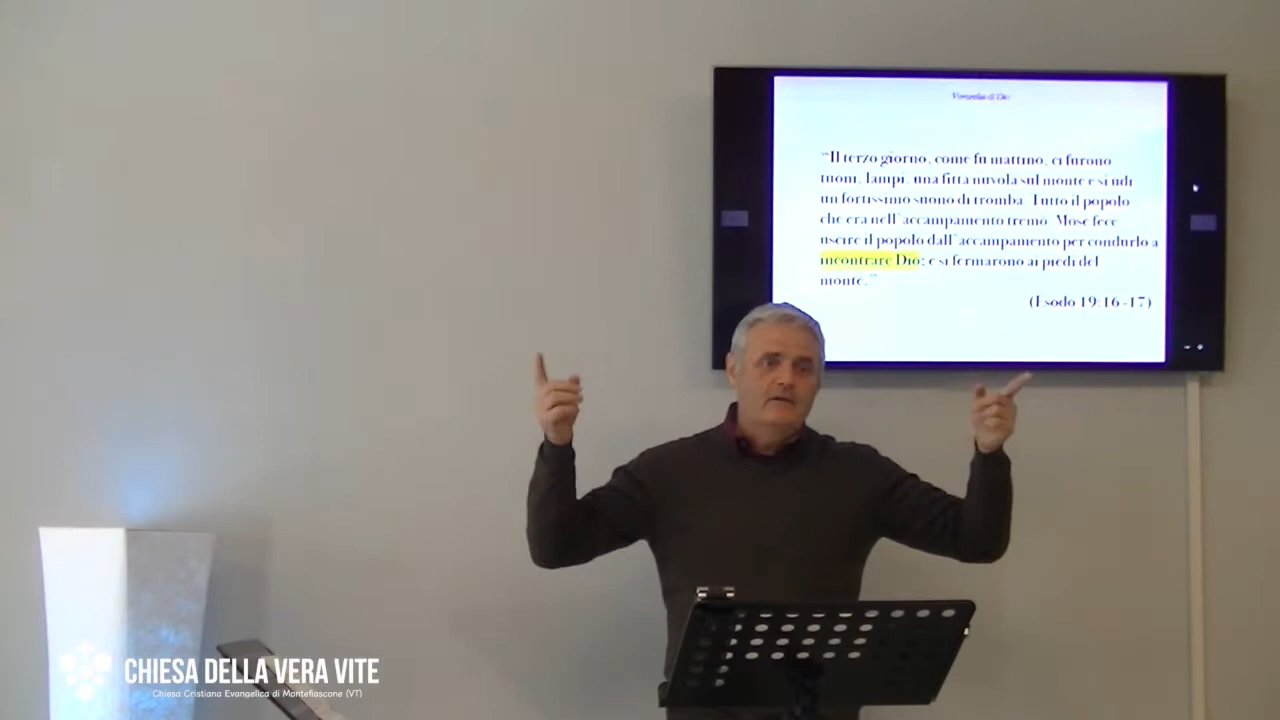 di Dio
“Il terzo giorno, come fu mattino, ci furono
tuoni, lampi, una fitta nuvola sul monte e si udì
un fortissimo suono di tromba. Tutto il popolo
che era nell'accampamento tremò. Mosè fece
uscire il popolo dall'accampamento per condurlo a
incontrare Dio; e si fermarono ai piedi del
monte.”
(Esodo 19:16-17)
CHIESA DELLA VERA VITE
Chiesa Cristiana Evangelica di Montefiascone (VT)